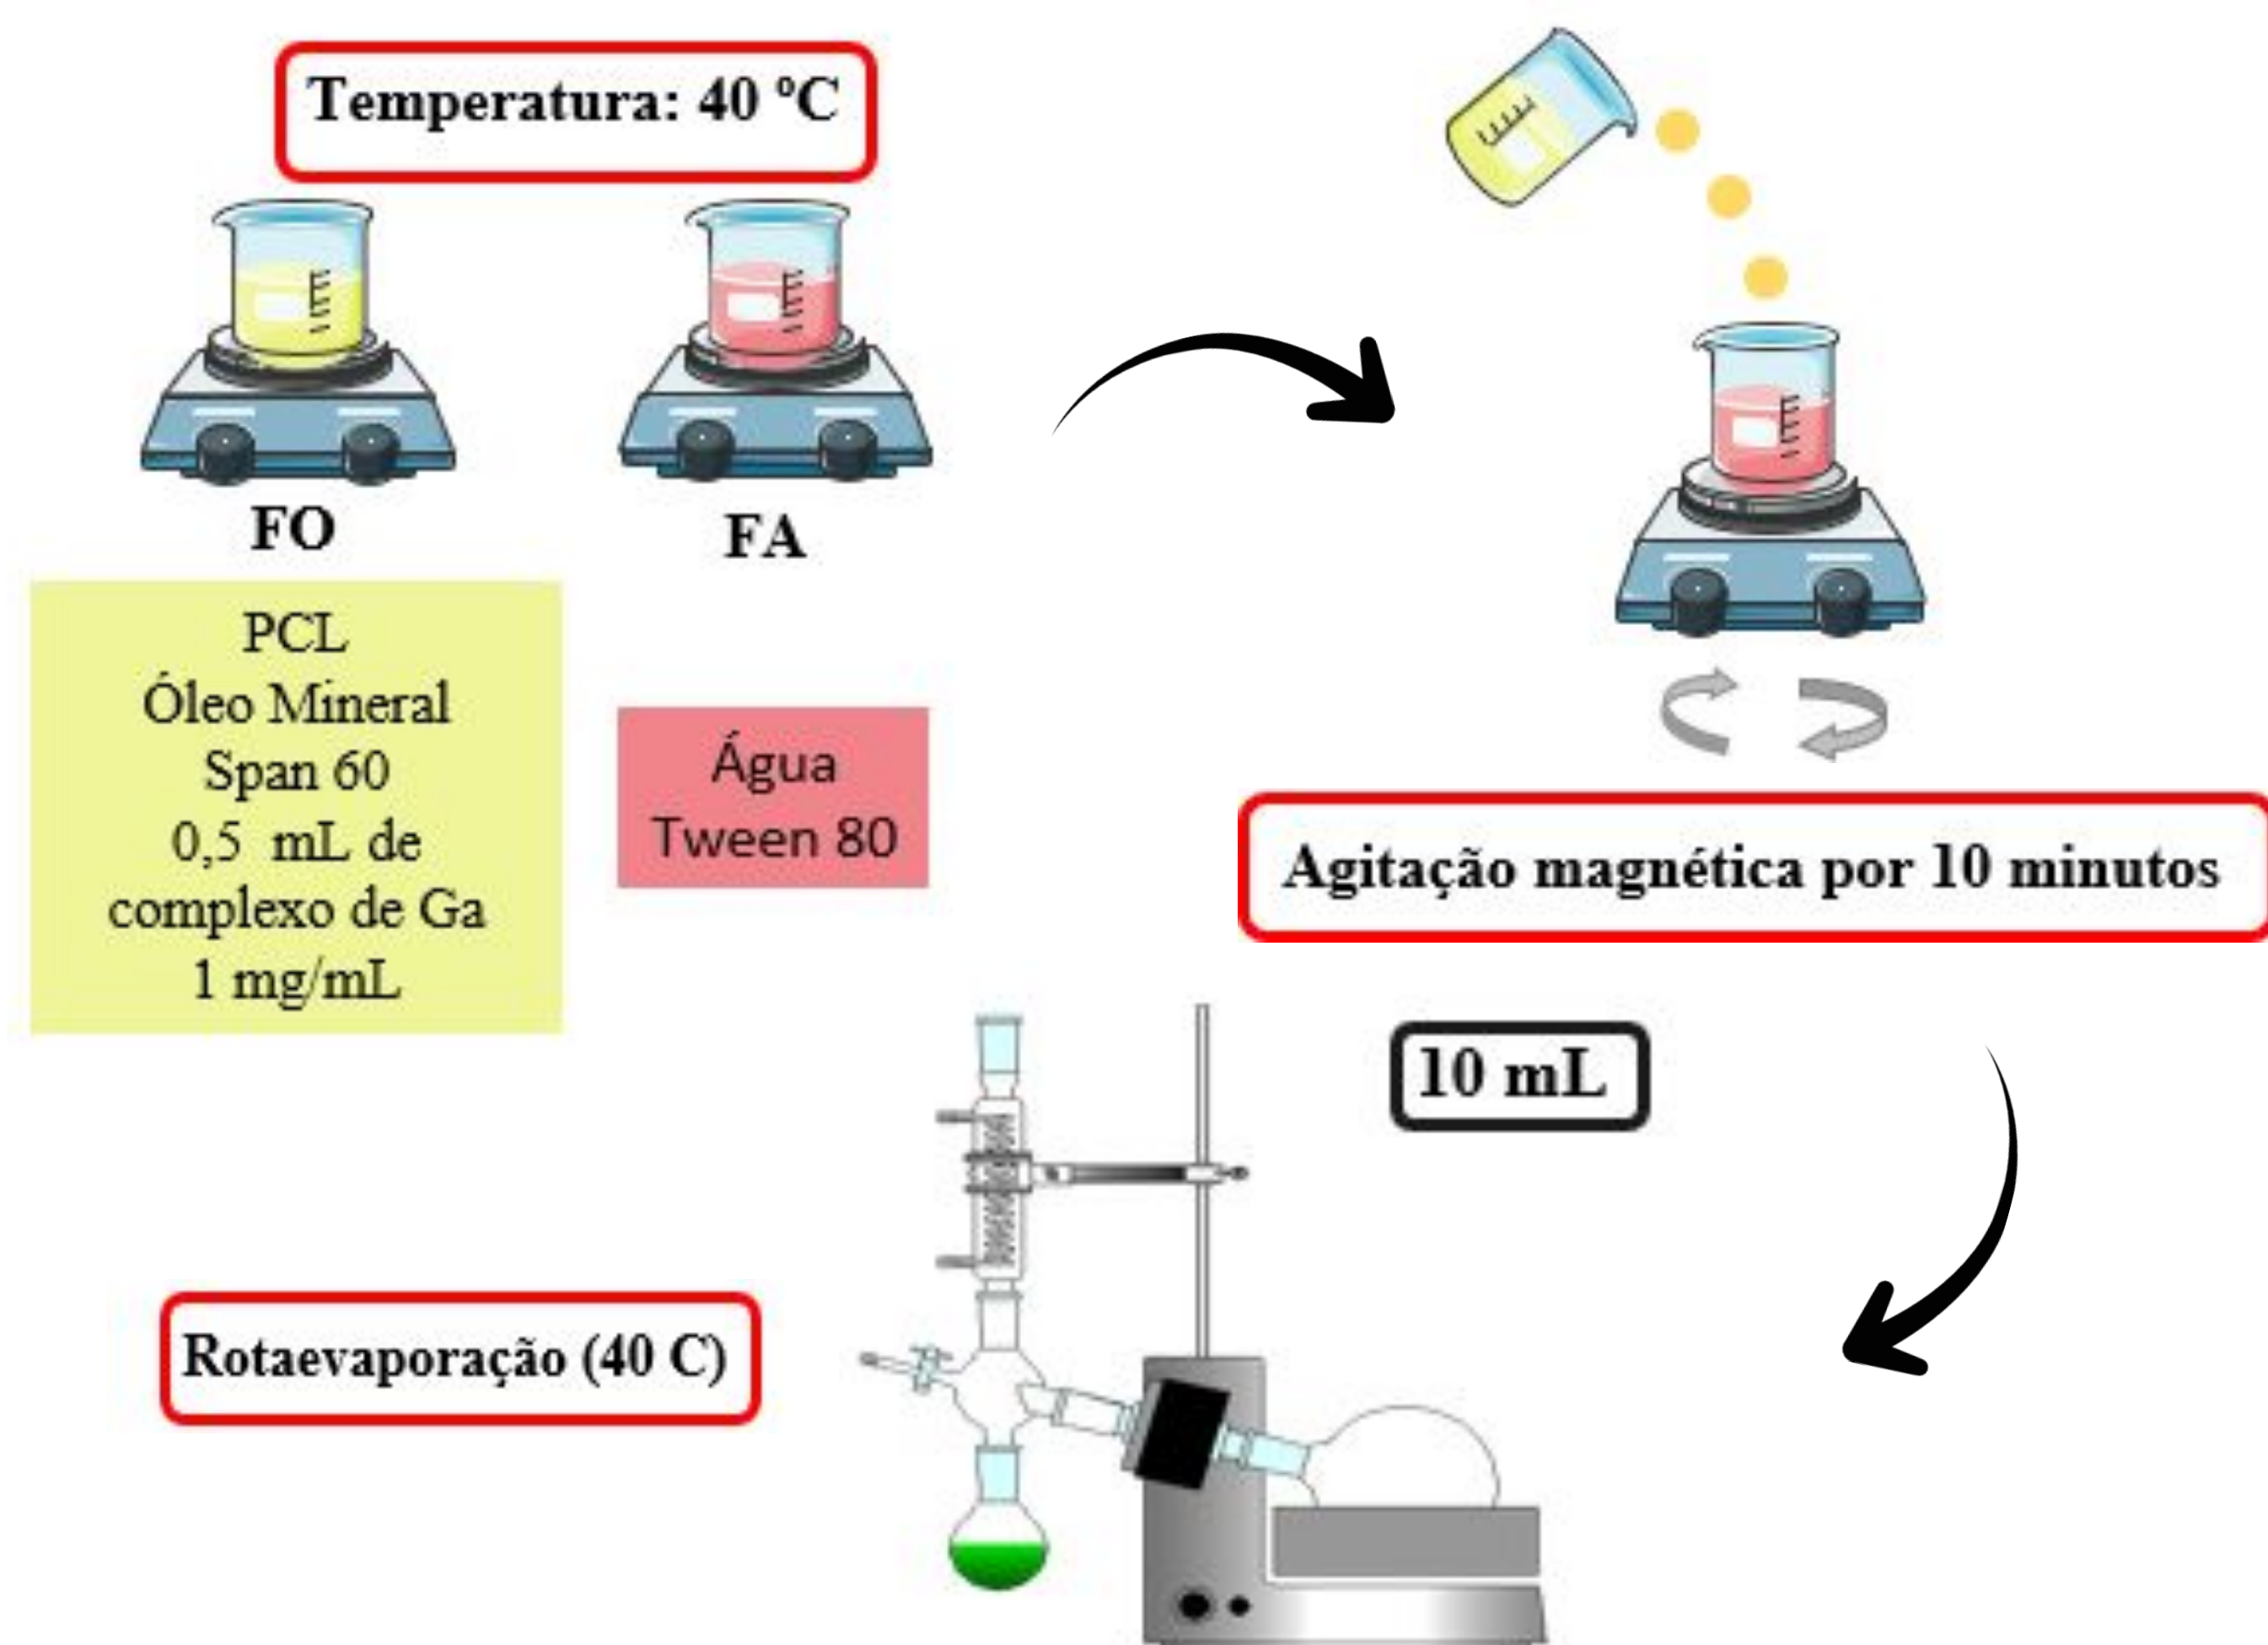 Temperatura: 40 ºC
FO
FA
PCL
Óleo Mineral
Span 60
0,5 mL de
complexo de Ga
1 mg/mL
Água
Tween 80
Agitação magnética por 10 minutos
10 mL
Rotaevaporação (40 C)